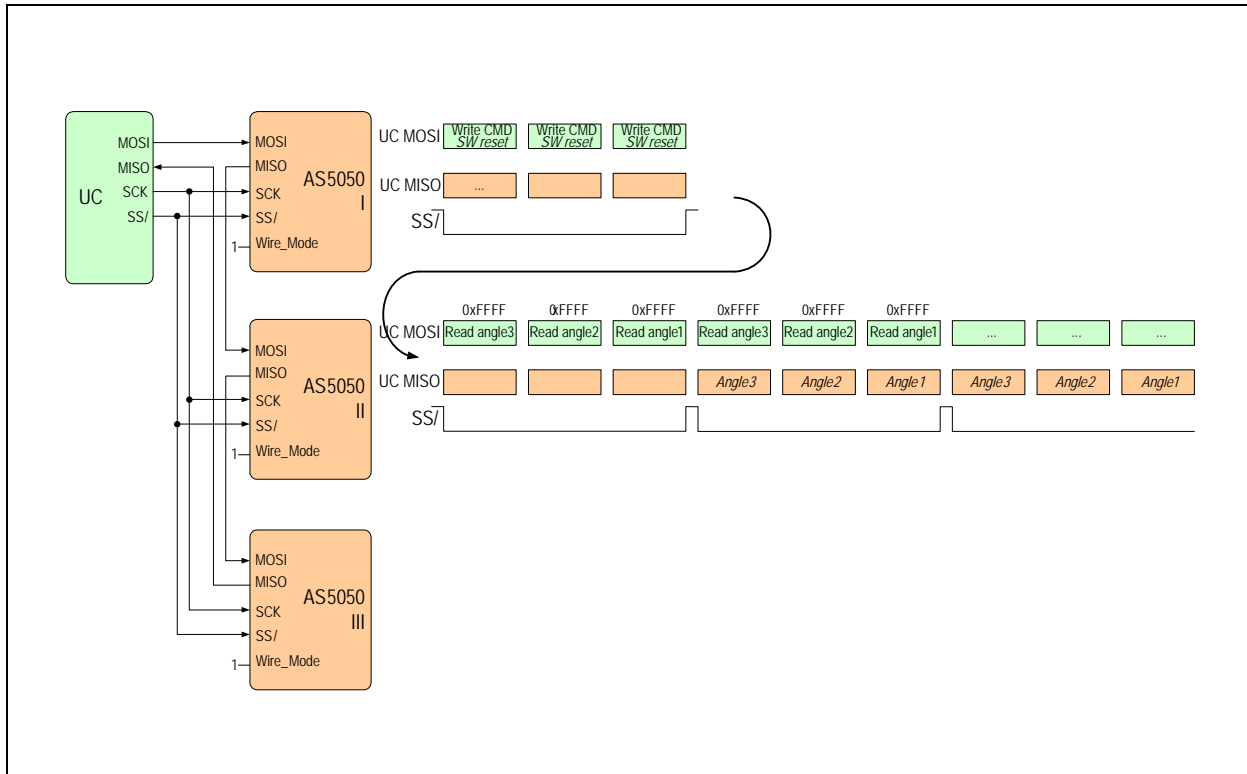 UC
MOSI
MISO
SCK
SS/
MOSI
MISO
SCK
SS/
1 Wire_Mode
AS5050
I
UC MOSI
Write CMD SW reset
Write CMD SW reset
Write CMD SW reset
UC MISO
...
SS/
MOSI
MISO
SCK
SS/
1 Wire_Mode
AS5050
II
0xFFFF 0xFFFF 0xFFFF 0xFFFF 0xFFFF 0xFFFF
UC MOSI Read angle3 Read angle2 Read angle1 Read angle3 Read angle2 Read angle1 ... ... ...
UC MISO Angle3 Angle2 Angle1 Angle3 Angle2 Angle1
SS/
MOSI
MISO
SCK
SS/
1 Wire_Mode
AS5050
III